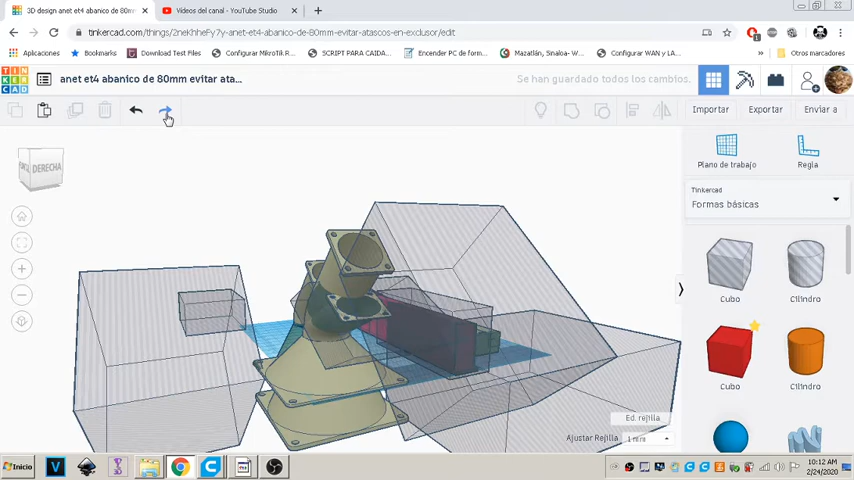 3D design anet et4 abanico de 80mm
Videos del canal - YouTube Studio
tinkercad.com/things/2neKhheFy7y-anet-et4-abanico-de-80mm-evitar-atascos-en-exclusor/edit
Aplicaciones
Bookmarks
Download Test Files
Configurar MikroTiK R
SCRIPT PARA CAIDA...
Encender PC de form...
Mazatlán, Sinaloa- W...
Configurar WAN y LA...
Otros marcadores
TIN
KER
CAD
anet et4 abanico de 80mm evitar ata...
Se han guardado todos los cambios.
Importar
Exportar
Enviar a
DERECHA
Plano de trabajo
Regla
Tinkercad
Formas básicas
Cubo
Cilindro
Cubo
Cilindro
Ed. rejilla
Ajustar Rejilla
1 mm
Inicio
10:12 AM
2/24/2020